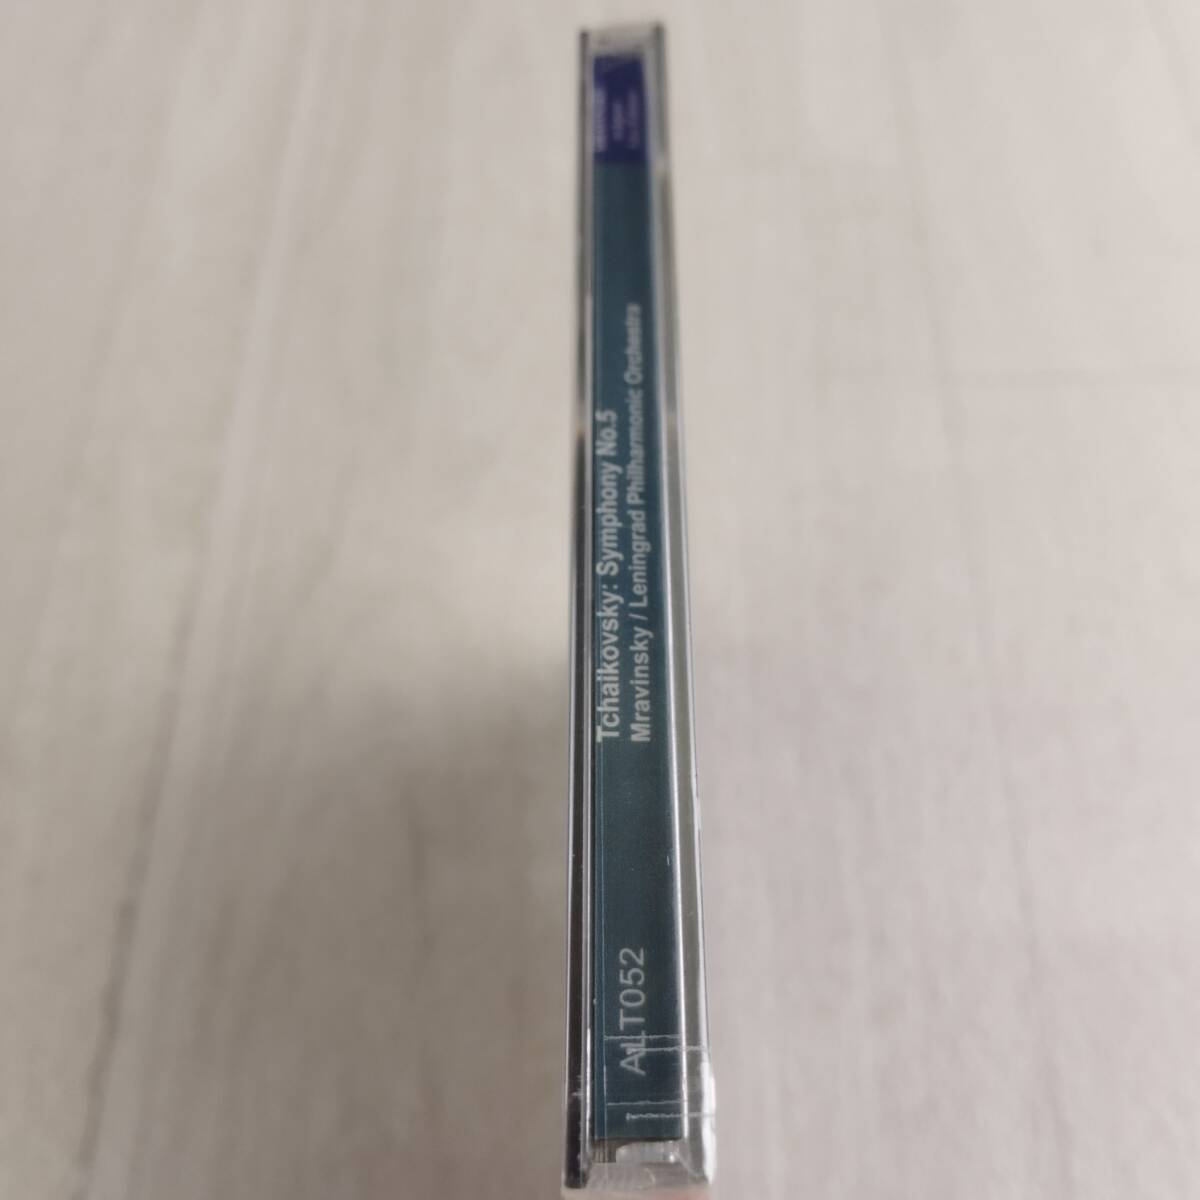 Tchaikovsky: Symphony No.5
Mravinsky / Leningrad Philharmonic Orchestra
ALT052